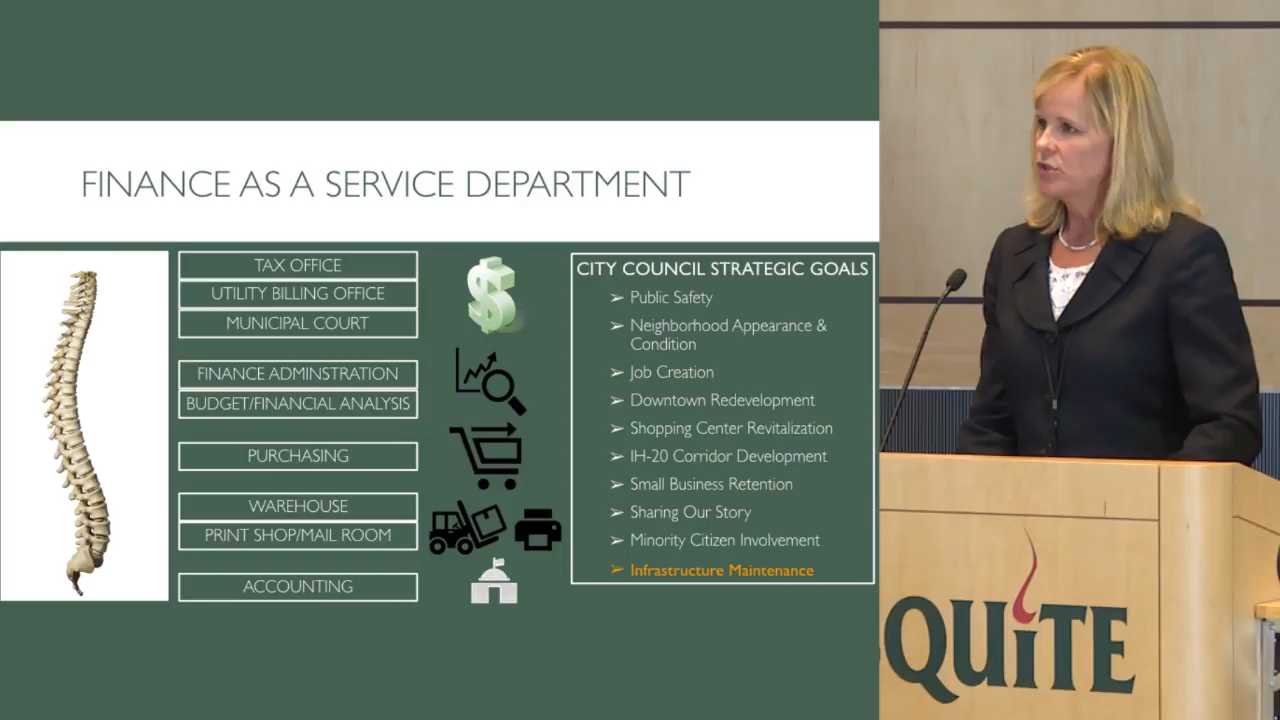 FINANCE AS A SERVICE DEPARTMENT
TAX OFFICE
UTILITY BILLING OFFICE
MUNICIPAL COURT
FINANCE ADMINSTRATION
BUDGET/FINANCIAL ANALYSIS
PURCHASING
WAREHOUSE
PRINT SHOP/MAIL ROOM
ACCOUNTING
CITY COUNCIL STRATEGIC GOALS
➢ Public Safety
➢ Neighborhood Appearance &
Condition
➢ Job Creation
➢ Downtown Redevelopment
➢ Shopping Center Revitalization
➢ IH-20 Corridor Development
➢ Small Business Retention
➢ Sharing Our Story
➢ Minority Citizen Involvement
➢ Infrastructure Maintenance
QUiTE